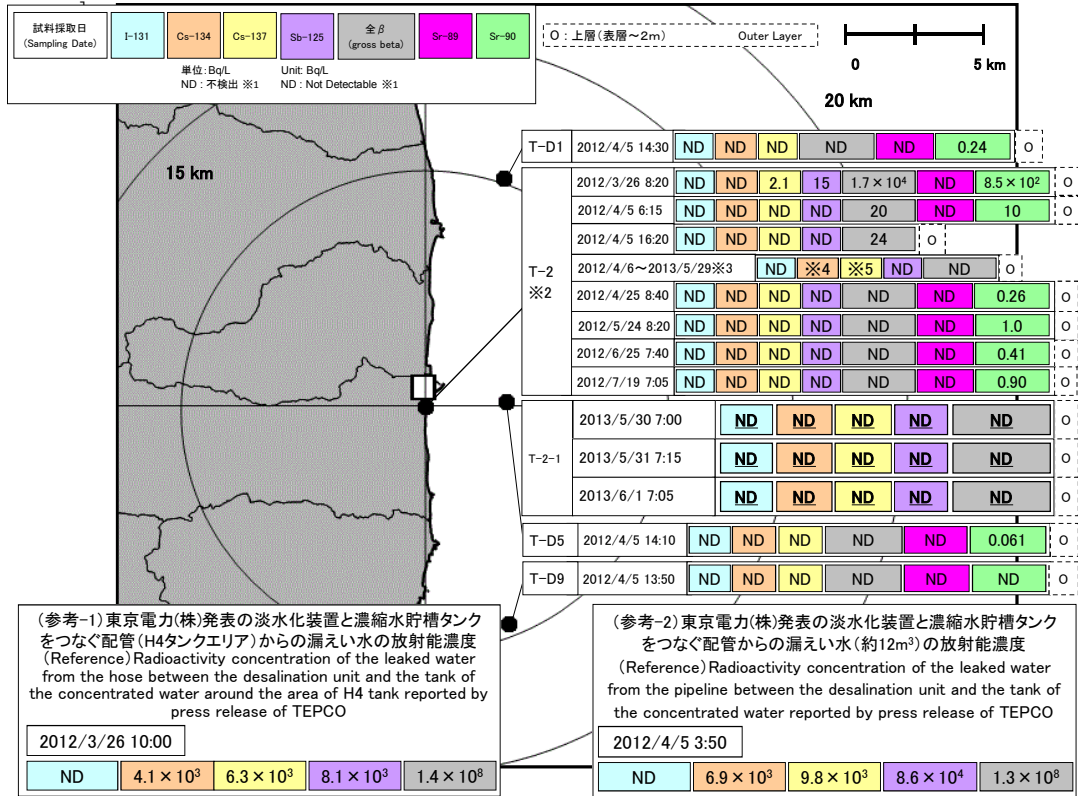 試料採取日
(Sampling Date)
I-131
Cs-134
Cs-137
Sb-125
全β
(gross beta)
Sr-89
Sr-90
単位:Bq/L
Unit: Bq/L
ND : 不検出 ※1
ND : Not Detectable ※1
O : 上層(表層～2m) Outer Layer
0 5 km
20 km
15 km
T-D1 2012/4/5 14:30 ND ND ND ND ND 0.24 O
T-2
※2
2012/3/26 8:20 ND ND 2.1 15 1.7×10⁴ ND 8.5×10² O
2012/4/5 6:15 ND ND ND ND 20 ND 10 O
2012/4/5 16:20 ND ND ND ND 24 O
2012/4/6～2013/5/29※3 ND ※4 ※5 ND ND O
2012/4/25 8:40 ND ND ND ND ND ND 0.26 O
2012/5/24 8:20 ND ND ND ND ND ND 1.0 O
2012/6/25 7:40 ND ND ND ND ND ND 0.41 O
2012/7/19 7:05 ND ND ND ND ND ND 0.90 O
T-2-1
2013/5/30 7:00 ND ND ND ND ND O
2013/5/31 7:15 ND ND ND ND ND O
2013/6/1 7:05 ND ND ND ND ND O
T-D5 2012/4/5 14:10 ND ND ND ND ND 0.061 O
T-D9 2012/4/5 13:50 ND ND ND ND ND ND O
(参考-1)東京電力(株)発表の淡水化装置と濃縮水貯槽タンク
をつなぐ配管(H4タンクエリア)からの漏えい水の放射能濃度
(Reference)Radioactivity concentration of the leaked water
from the hose between the desalination unit and the tank of
the concentrated water around the area of H4 tank reported by
press release of TEPCO
2012/3/26 10:00
ND 4.1×10³ 6.3×10³ 8.1×10³ 1.4×10⁸
(参考-2)東京電力(株)発表の淡水化装置と濃縮水貯槽タンク
をつなぐ配管からの漏えい水(約12m³)の放射能濃度
(Reference)Radioactivity concentration of the leaked water
from the pipeline between the desalination unit and the tank of
the concentrated water reported by press release of TEPCO
2012/4/5 3:50
ND 6.9×10³ 9.8×10³ 8.6×10⁴ 1.3×10⁸